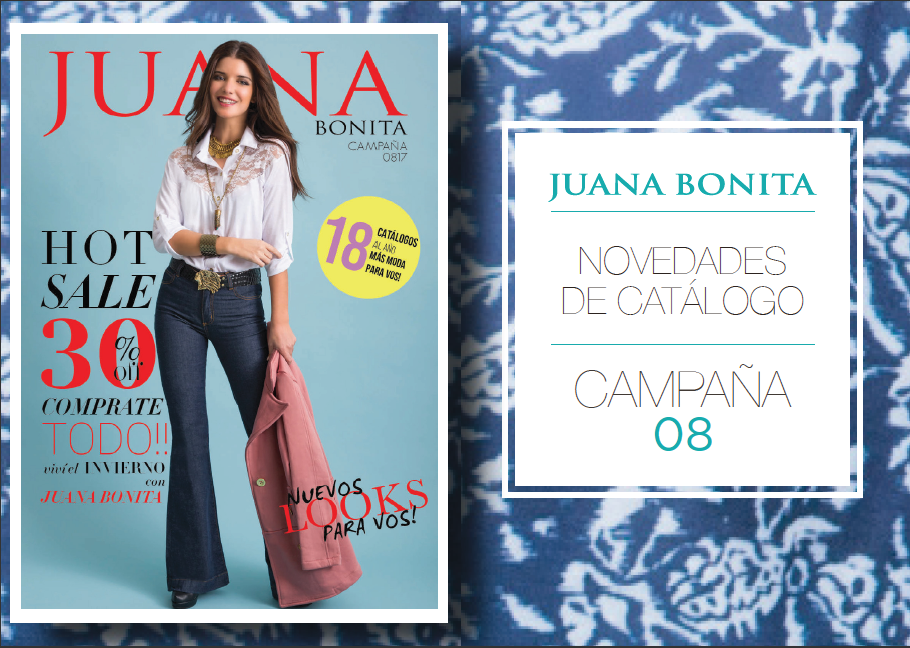 JUANA
BONITA
CAMPAÑA
0817
18
CATÁLOGOS
AL AÑO
MÁS MODA
PARA VOS!
HOT
SALE
30%
off
COMPRATE
TODO!!
viví el INVIERNO
con
JUANA BONITA
NUEVOS
LOOKS
PARA VOS!
JUANA BONITA
NOVEDADES
DE CATÁLOGO
CAMPAÑA
08